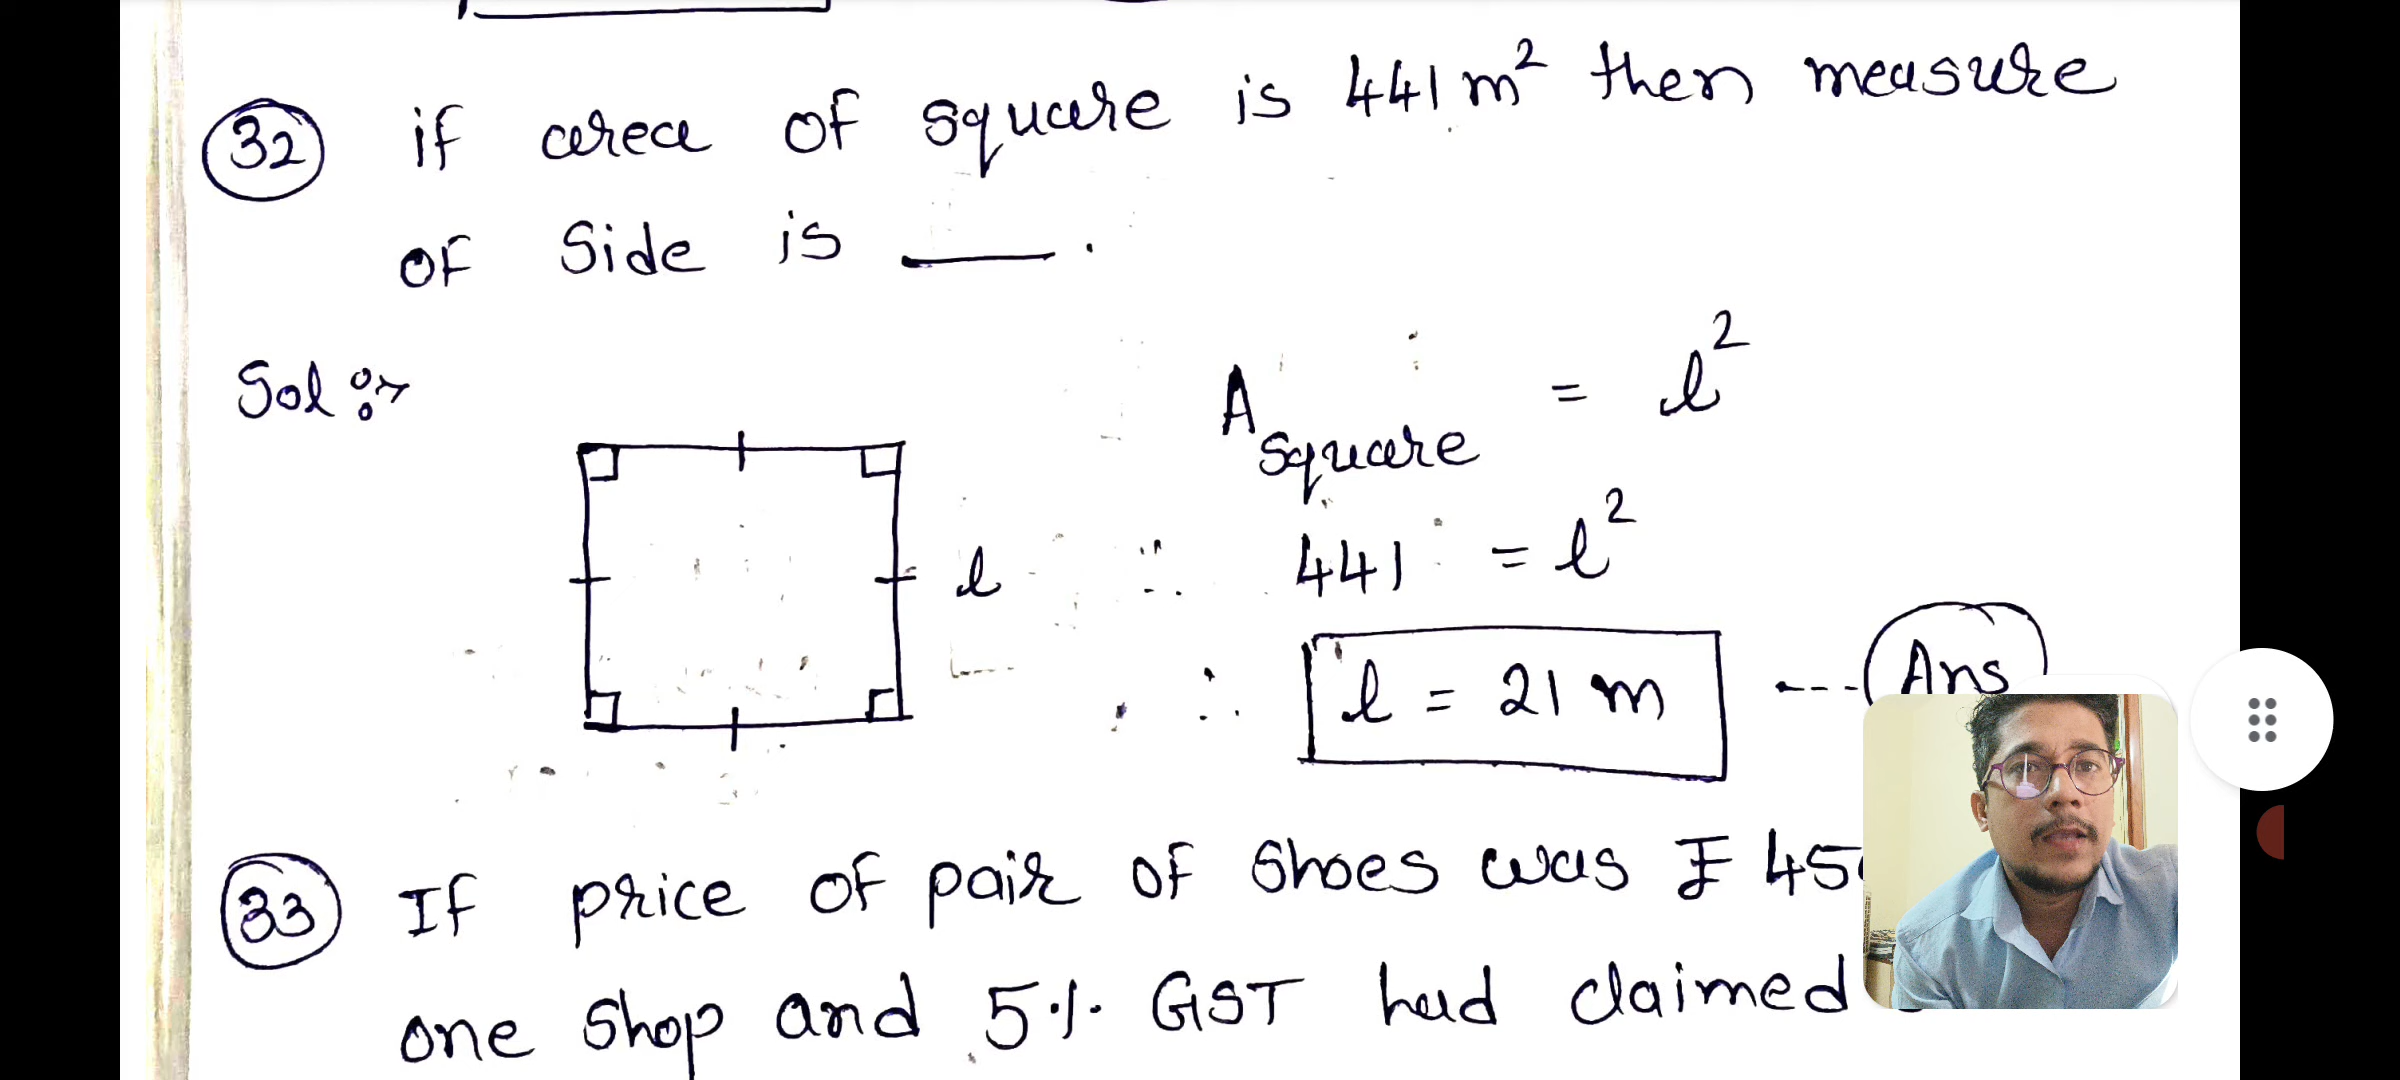 32 if area of square is 441 m² then measure
of side is ____.
Sol :→
A square = l²
l
∴ 441 = l²
∴ l = 21 m ---Ans
33 If price of pair of shoes was ₹
one shop and 5% GST had claimed